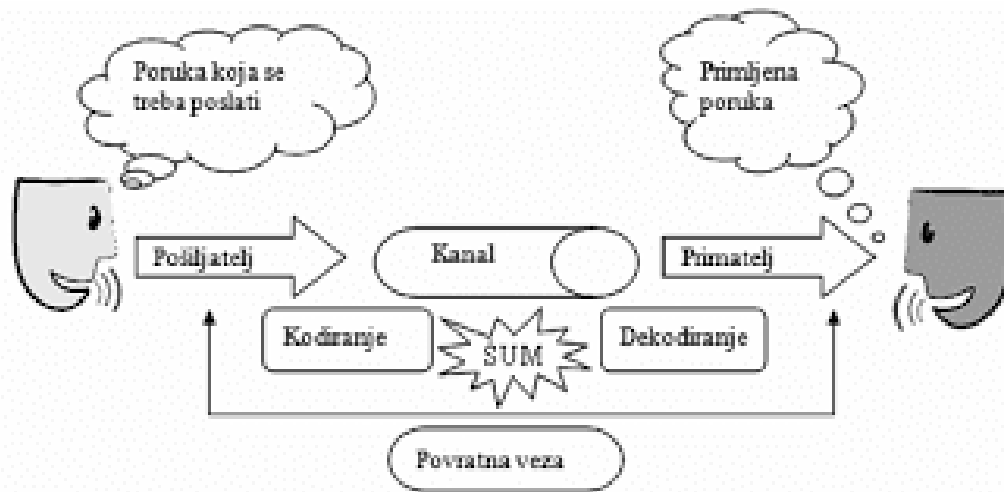 Poruka koja se
treba poslati
Primljena
poruka
Pošiljatelj
Kanal
Primatelj
Kodiranje
SUM
Dekodiranje
Povratna veza